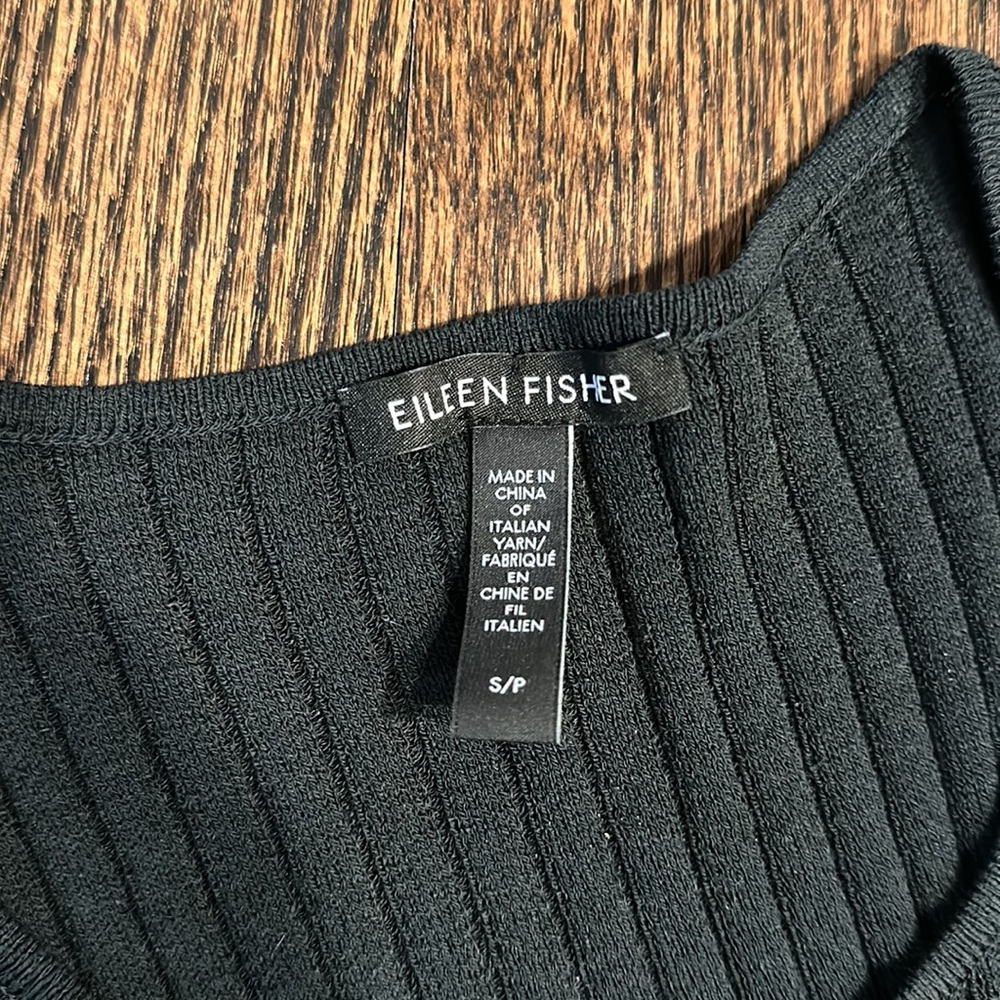 EILEEN FISHER
MADE IN
CHINA
OF
ITALIAN
YARN/
FABRIQUÉ
EN
CHINE DE
FIL
ITALIEN
S/P